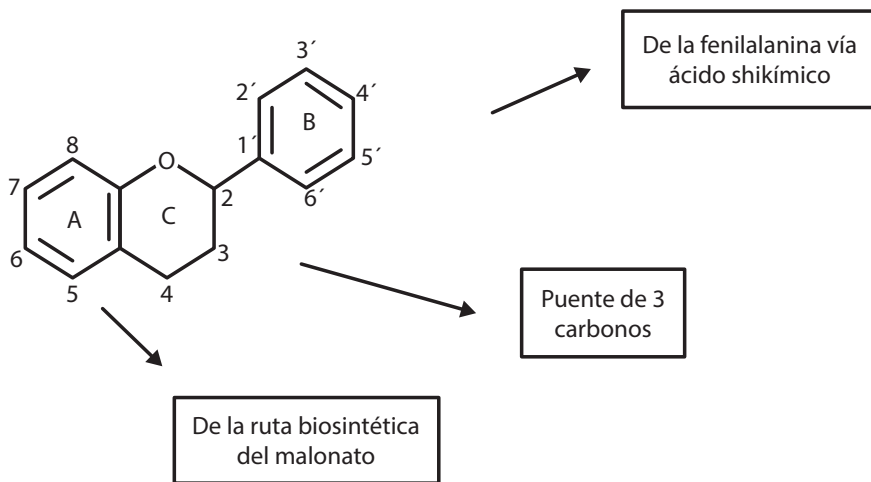 De la fenilalanina vía
ácido shikímico
3´
2´
4´
B
1´
5´
8
O
6´
7
2
A
C
3
6
5
4
Puente de 3
carbonos
De la ruta biosintética
del malonato